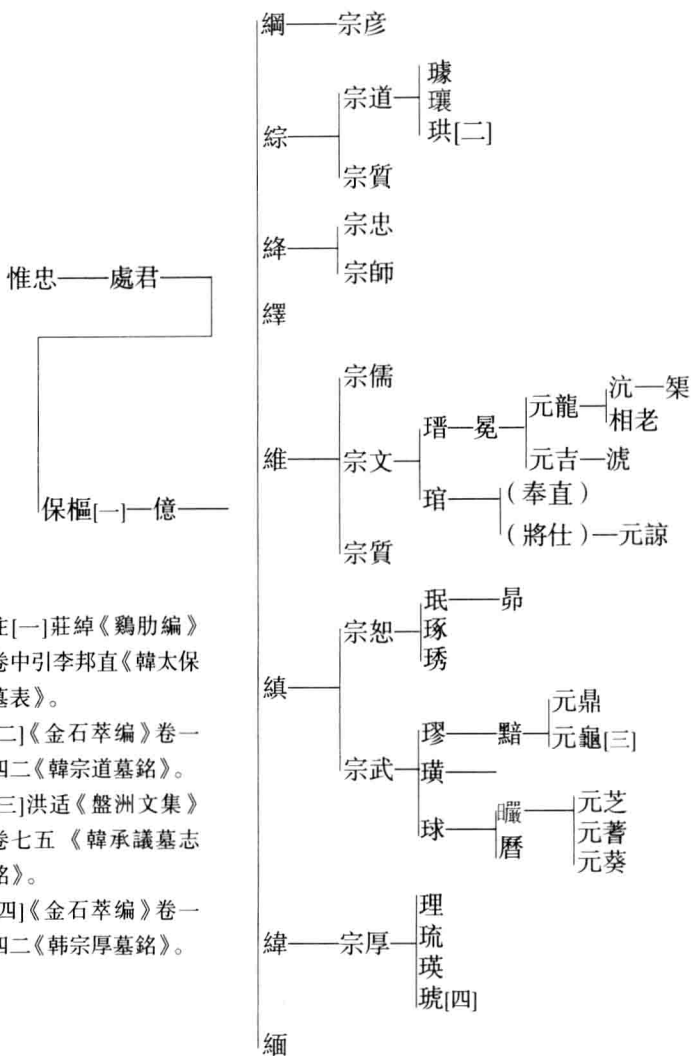 綱——宗彦
璩
宗道
瓌
珙[二]
綜
宗質
宗忠
絳
宗師
惟忠——處君
繹
宗儒
沆—榘
元龍
相老
瑨—冕
維
宗文
元吉—淲
琯
（奉直）
（將仕）—元諒
保樞[一]—億
宗質
珉——昴
宗恕
琢
琇
注[一]莊綽《鷄肋編》
卷中引李邦直《韓太保
墓表》。
[二]《金石萃编》卷一
四二《韓宗道墓銘》。
[三]洪适《盤洲文集》
卷七五《韓承議墓志
銘》。
[四]《金石萃编》卷一
四二《韩宗厚墓銘》。
縝
元鼎
璆——黯
元龜[三]
宗武
璜——
元芝
球
曆
元蓍
元葵
理
琉
緯——宗厚
瑛
琥[四]
緬